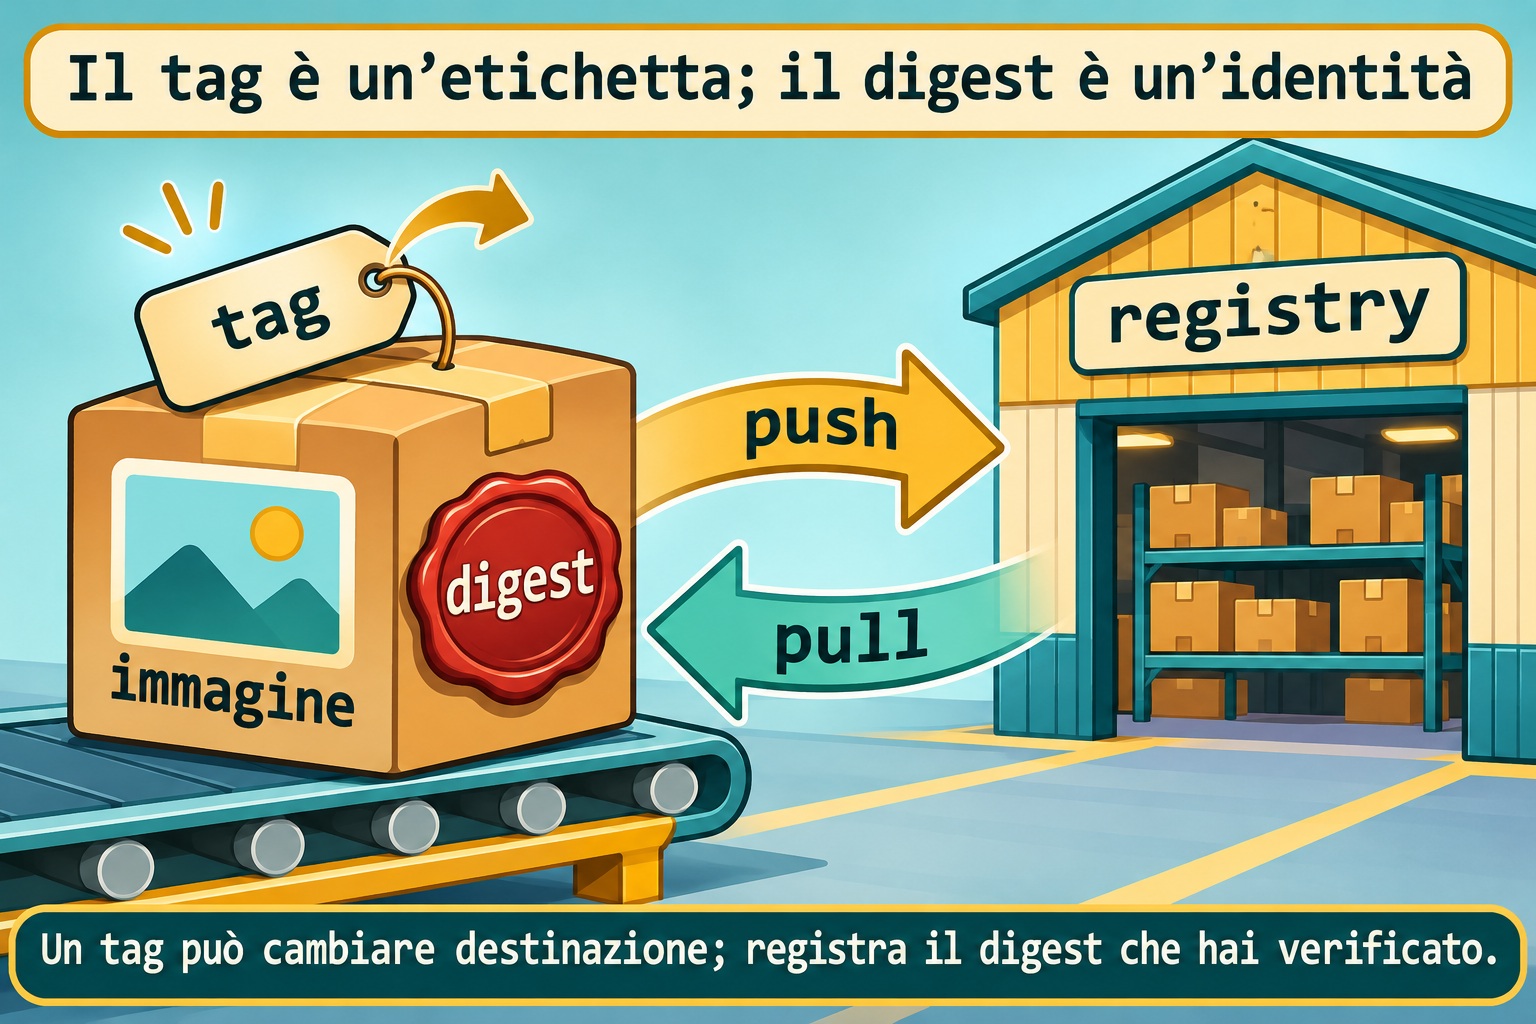 Il tag è un’etichetta; il digest è un’identità
tag
registry
push
digest
pull
immagine
Un tag può cambiare destinazione; registra il digest che hai verificato.